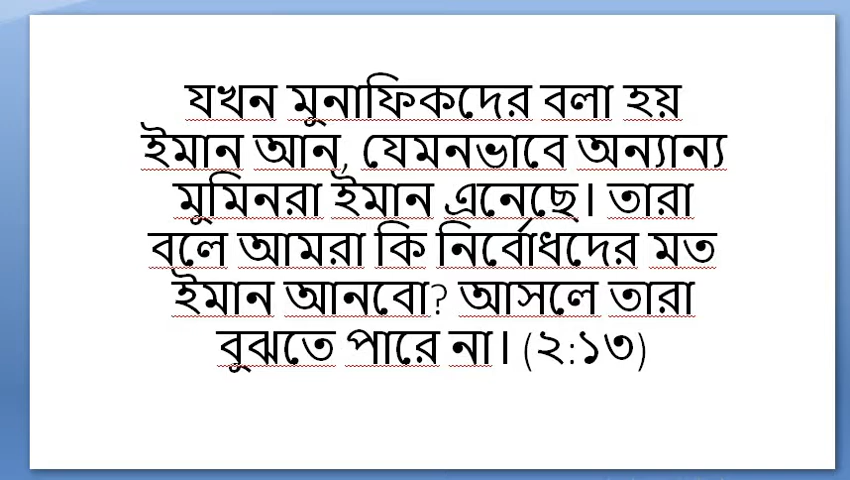 যখন মুনাফিকদের বলা হয়
ইমান আন, যেমনভাবে অন্যান্য
মুমিনরা ইমান এনেছে। তারা
বলে আমরা কি নির্বোধদের মত
ইমান আনবো? আসলে তারা
বুঝতে পারে না। (২:১৩)